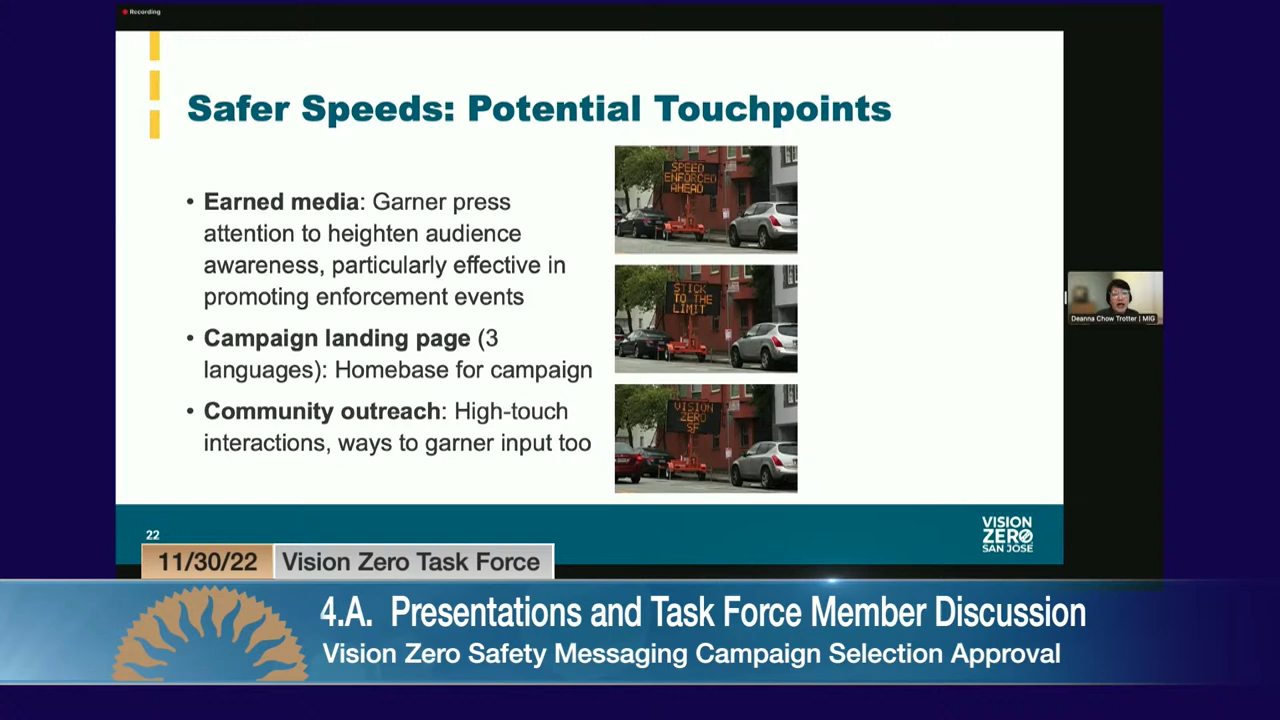 Recording
Safer Speeds: Potential Touchpoints
• Earned media: Garner press
attention to heighten audience
awareness, particularly effective in
promoting enforcement events
• Campaign landing page (3
languages): Homebase for campaign
• Community outreach: High-touch
interactions, ways to garner input too
SPEED
ENFORCED
AHEAD
STICK
TO THE
LIMIT
VISION
ZERO
SF
Deanna Chow Trotter | MIG
22
VISION
ZERO
SAN JOSE
11/30/22 Vision Zero Task Force
4.A. Presentations and Task Force Member Discussion
Vision Zero Safety Messaging Campaign Selection Approval